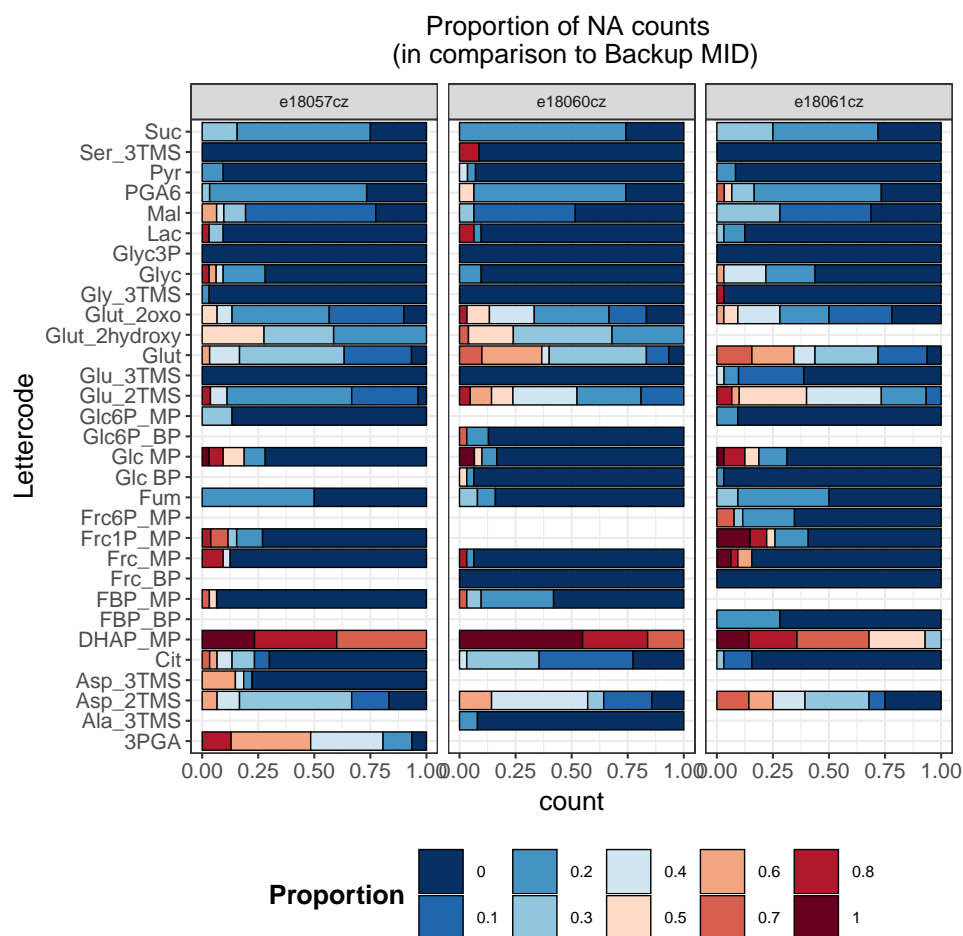 Proportion of NA counts
(in comparison to Backup MID)
e18057cz e18060cz e18061cz
Suc
Ser_3TMS
Pyr
PGA6
Mal
Lac
Glyc3P
Glyc
Gly_3TMS
Glut_2oxo
Glut_2hydroxy
Glut
Glu_3TMS
Glu_2TMS
Glc6P_MP
Glc6P_BP
Glc MP
Glc BP
Fum
Frc6P_MP
Frc1P_MP
Frc_MP
Frc_BP
FBP_MP
FBP_BP
DHAP_MP
Cit
Asp_3TMS
Asp_2TMS
Ala_3TMS
3PGA
Lettercode
0.00 0.25 0.50 0.75 1.00 0.00 0.25 0.50 0.75 1.00 0.00 0.25 0.50 0.75 1.00
count
Proportion
0 0.2 0.4 0.6 0.8
0.1 0.3 0.5 0.7 1